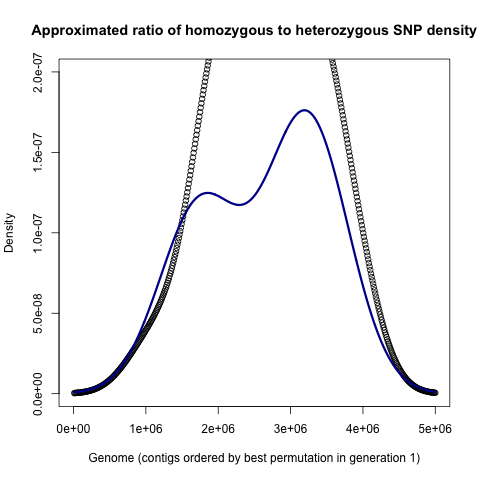 Approximated ratio of homozygous to heterozygous SNP density
2.0e-07
1.5e-07
1.0e-07
5.0e-08
0.0e+00
Density
0e+00 1e+06 2e+06 3e+06 4e+06 5e+06
Genome (contigs ordered by best permutation in generation 1)